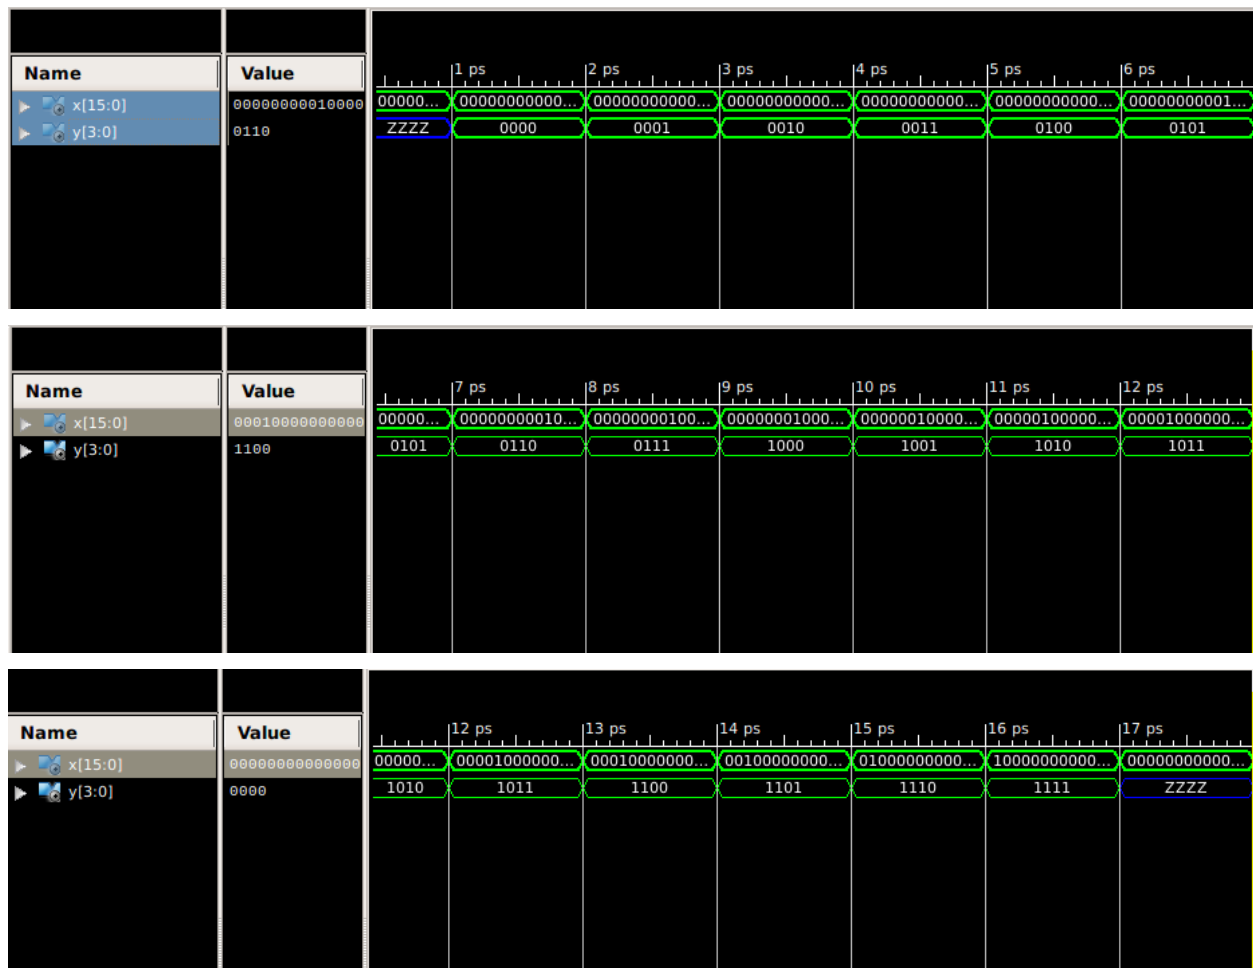 1 ps 2 ps 3 ps 4 ps 5 ps 6 ps
Name Value
x[15:0] 00000000010000 00000... 00000000000... 00000000000... 00000000000... 00000000000... 00000000000... 00000000001...
y[3:0] 0110 ZZZZ 0000 0001 0010 0011 0100 0101
7 ps 8 ps 9 ps 10 ps 11 ps 12 ps
Name Value
x[15:0] 00010000000000 00000... 00000000010... 00000000100... 00000001000... 00000010000... 00000100000... 00001000000...
y[3:0] 1100 0101 0110 0111 1000 1001 1010 1011
12 ps 13 ps 14 ps 15 ps 16 ps 17 ps
Name Value
x[15:0] 00000000000000 00000... 00001000000... 00010000000... 00100000000... 01000000000... 10000000000... 00000000000...
y[3:0] 0000 1010 1011 1100 1101 1110 1111 ZZZZ